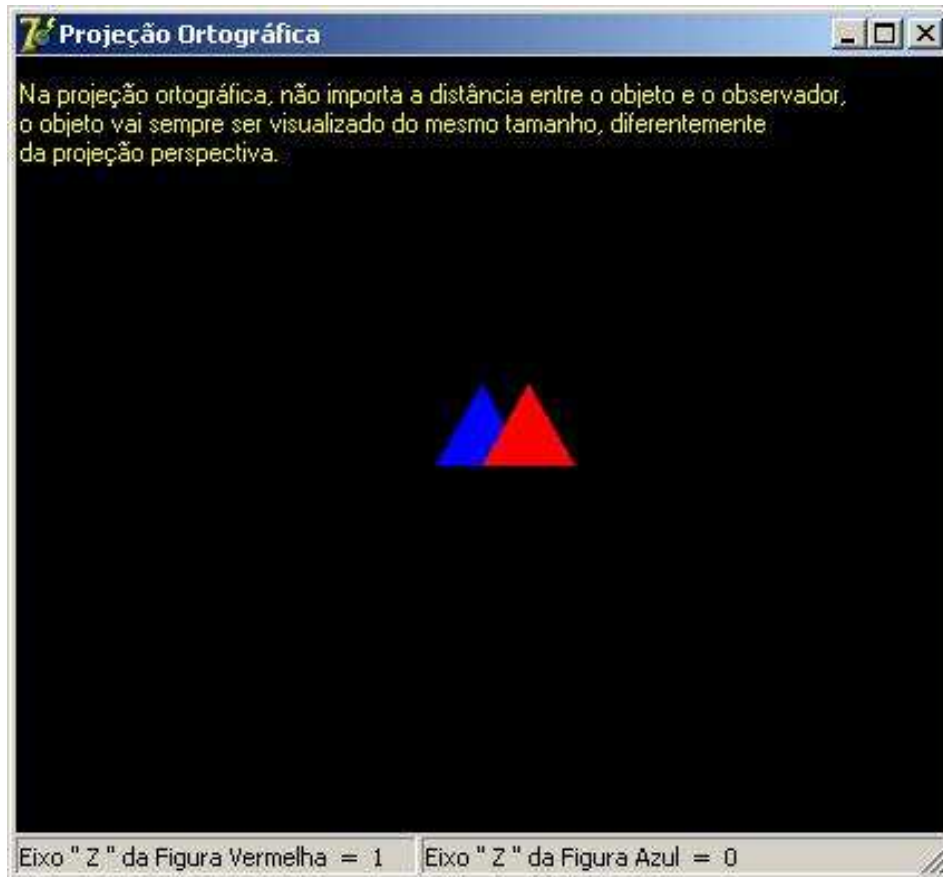 Projeção Ortográfica
Na projeção ortográfica, não importa a distância entre o objeto e o observador,
o objeto vai sempre ser visualizado do mesmo tamanho, diferentemente
da projeção perspectiva.
Eixo " Z " da Figura Vermelha = 1
Eixo " Z " da Figura Azul = 0